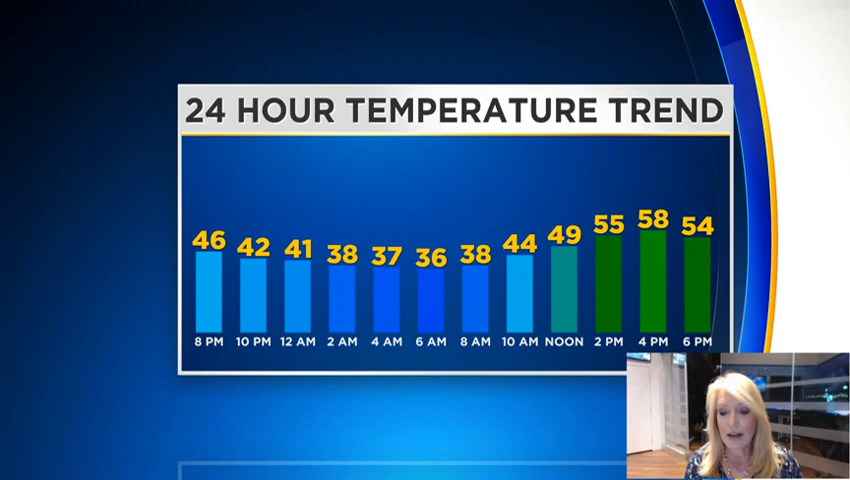 24 HOUR TEMPERATURE TREND
46 42 41 38 37 36 38 44 49 55 58 54
8 PM 10 PM 12 AM 2 AM 4 AM 6 AM 8 AM 10 AM NOON 2 PM 4 PM 6 PM